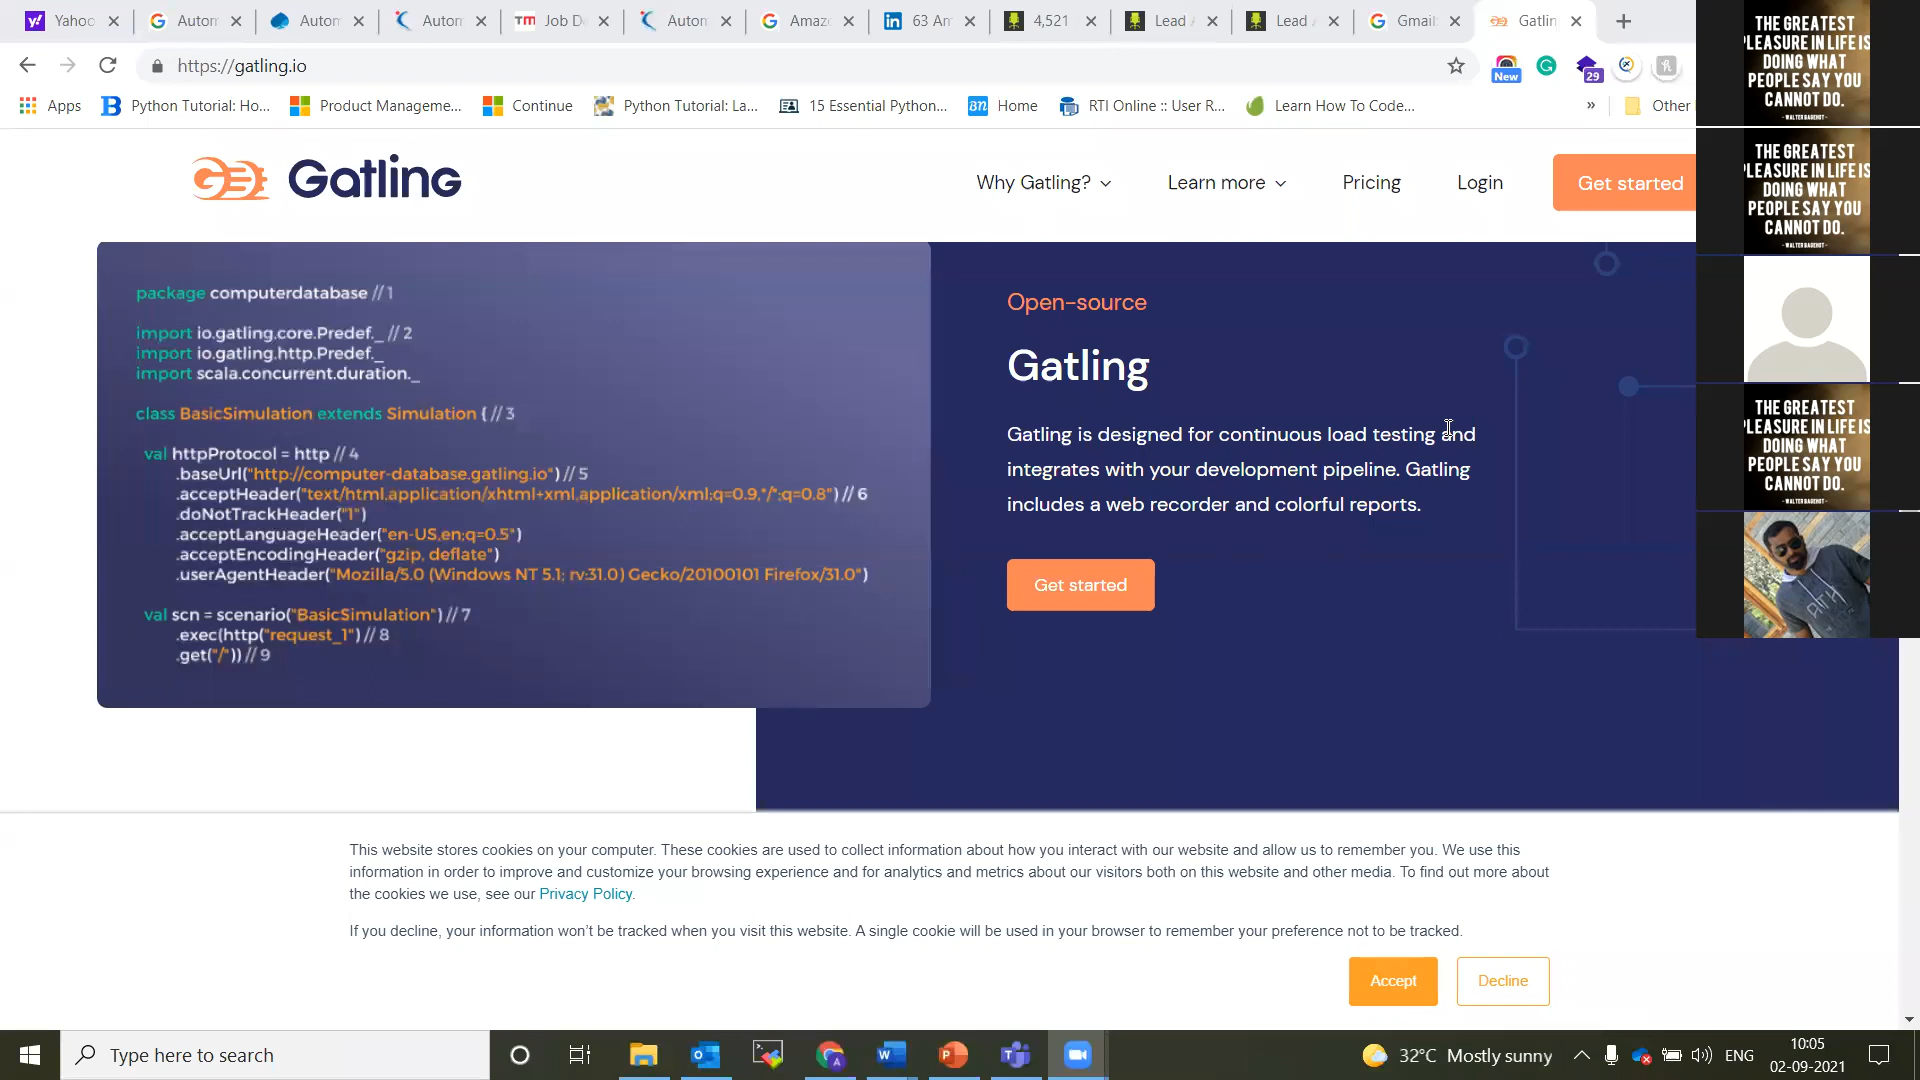 Yahoo
Autom
Autom
Autom
Job D
Autom
Amaz
63 Am
4,521
Lead
Lead
Gmail
Gatlin
https://gatling.io
New
29
Apps
Python Tutorial: Ho...
Product Manageme...
Continue
Python Tutorial: La...
15 Essential Python...
Home
RTI Online :: User R...
Learn How To Code...
»
Other
Gatling
Why Gatling?
Learn more
Pricing
Login
Get started
package computerdatabase // 1
import io.gatling.core.Predef._ // 2
import io.gatling.http.Predef._
import scala.concurrent.duration._
class BasicSimulation extends Simulation { // 3
val httpProtocol = http // 4
.baseUrl("http://computer-database.gatling.io") // 5
.acceptHeader("text/html,application/xhtml+xml,application/xml;q=0.9,*/*;q=0.8") // 6
.doNotTrackHeader("1")
.acceptLanguageHeader("en-US,en;q=0.5")
.acceptEncodingHeader("gzip, deflate")
.userAgentHeader("Mozilla/5.0 (Windows NT 5.1; rv:31.0) Gecko/20100101 Firefox/31.0")
val scn = scenario("BasicSimulation") // 7
.exec(http("request_1") // 8
.get("/")) // 9
Open-source
Gatling
Gatling is designed for continuous load testing and
integrates with your development pipeline. Gatling
includes a web recorder and colorful reports.
Get started
THE GREATEST
PLEASURE IN LIFE IS
DOING WHAT
PEOPLE SAY YOU
CANNOT DO.
- WALTER BAGEHOT -
THE GREATEST
PLEASURE IN LIFE IS
DOING WHAT
PEOPLE SAY YOU
CANNOT DO.
- WALTER BAGEHOT -
THE GREATEST
PLEASURE IN LIFE IS
DOING WHAT
PEOPLE SAY YOU
CANNOT DO.
- WALTER BAGEHOT -
This website stores cookies on your computer. These cookies are used to collect information about how you interact with our website and allow us to remember you. We use this
information in order to improve and customize your browsing experience and for analytics and metrics about our visitors both on this website and other media. To find out more about
the cookies we use, see our Privacy Policy.
If you decline, your information won't be tracked when you visit this website. A single cookie will be used in your browser to remember your preference not to be tracked.
Accept
Decline
Type here to search
32°C Mostly sunny
ENG
10:05
02-09-2021